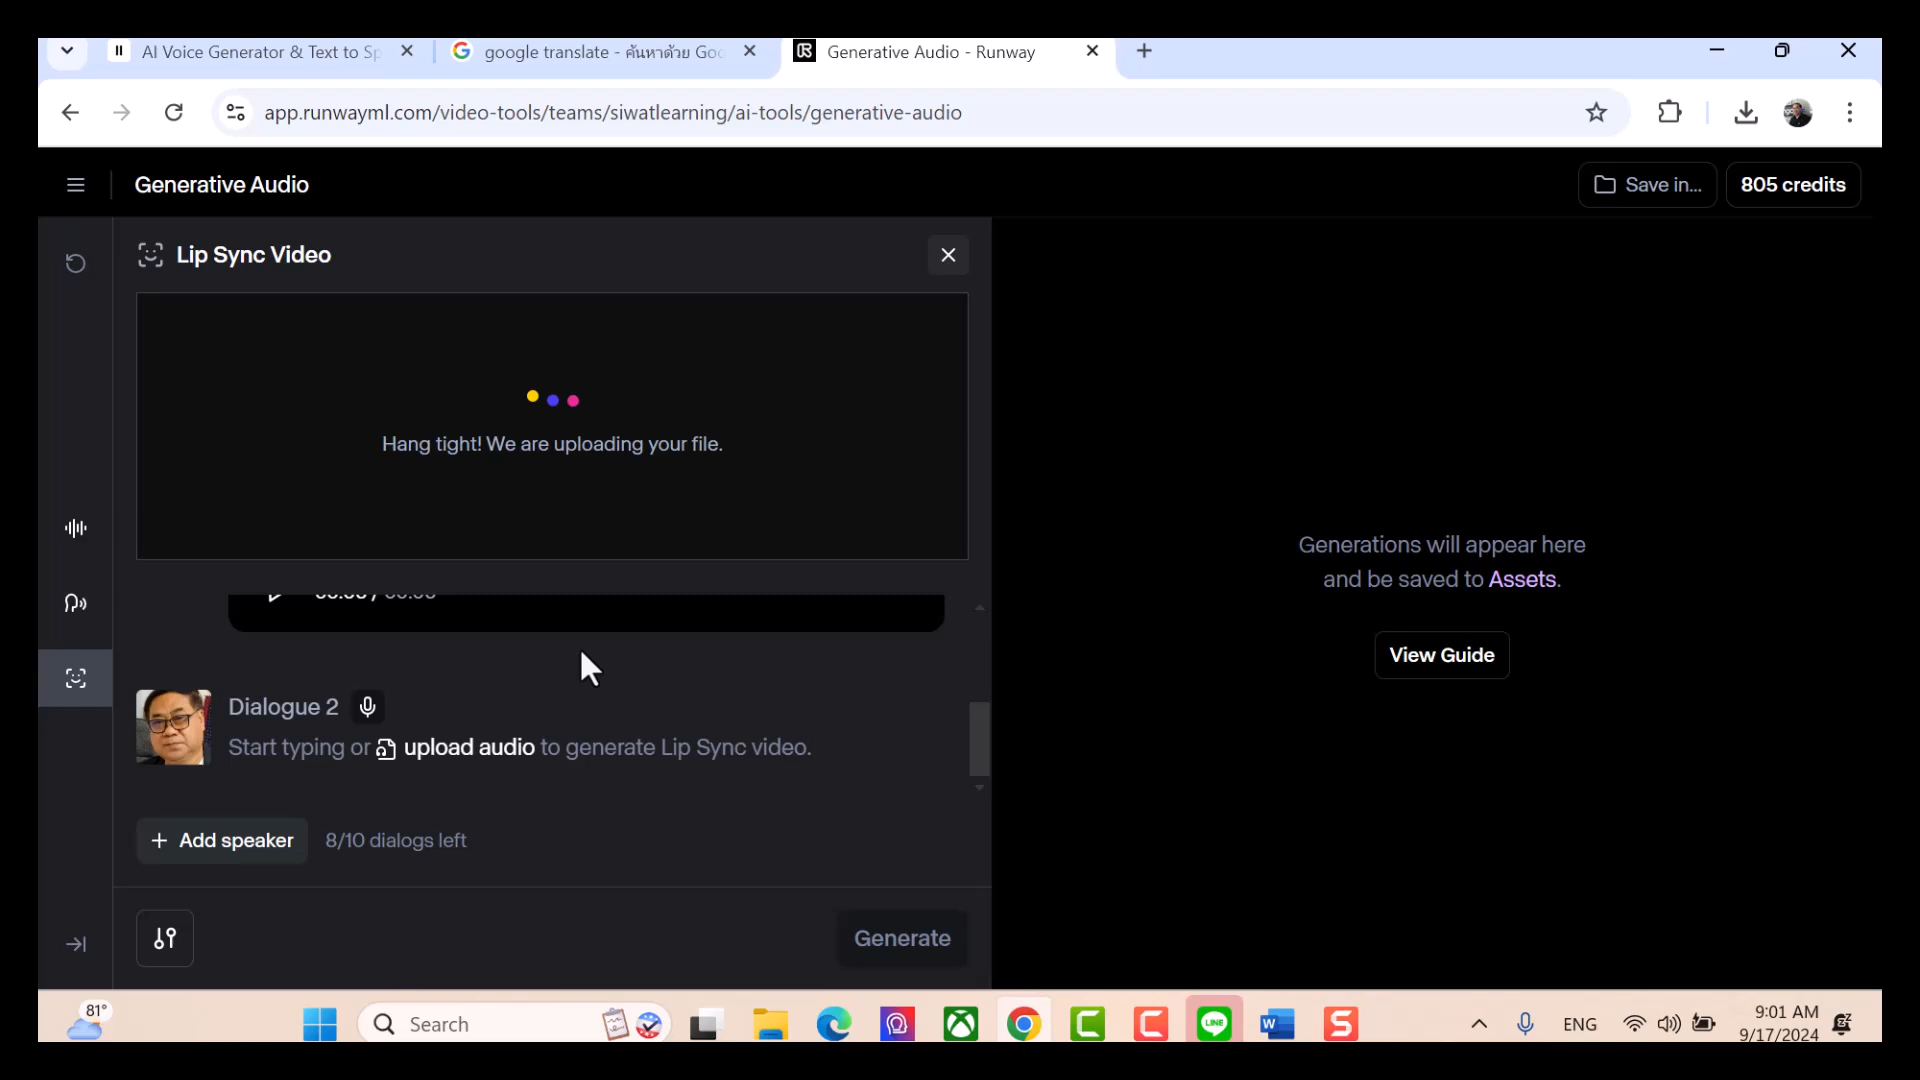 AI Voice Generator & Text to Sp
google translate - ค้นหาด้วย Goo
Generative Audio - Runway
app.runwayml.com/video-tools/teams/siwatlearning/ai-tools/generative-audio
Generative Audio
Save in...
805 credits
Lip Sync Video
Hang tight! We are uploading your file.
Generations will appear here
and be saved to Assets.
View Guide
Dialogue 2
Start typing or upload audio to generate Lip Sync video.
+ Add speaker
8/10 dialogs left
Generate
81°
Search
LINE
W
S
ENG
9:01 AM
9/17/2024